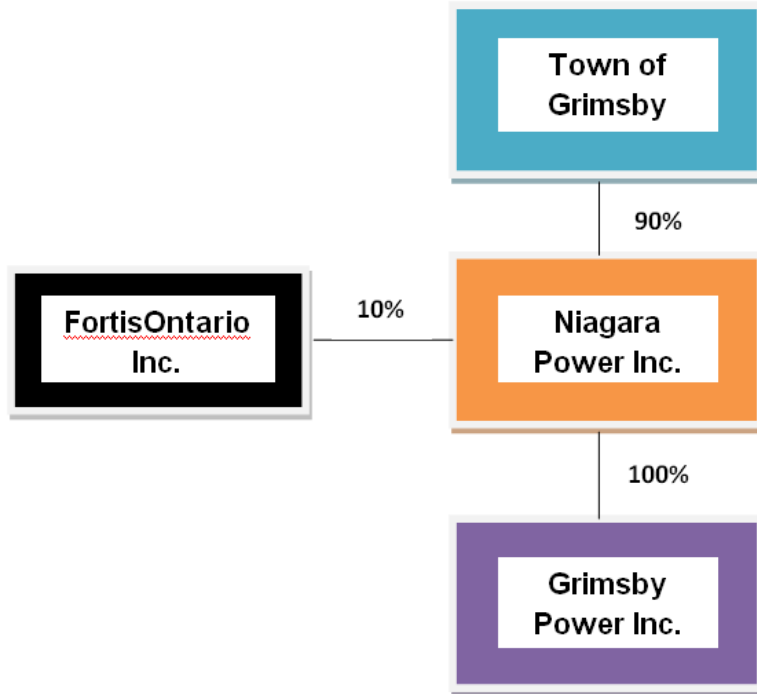 Town of
Grimsby
90%
FortisOntario
Inc.
10%
Niagara
Power Inc.
100%
Grimsby
Power Inc.